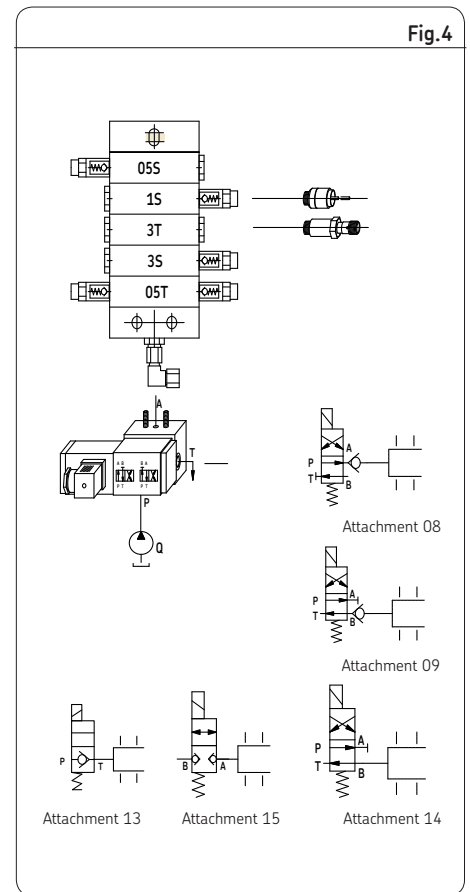 Fig.4
05S
1S
3T
3S
05T
A
T
A B B A
P T P T
P
Q
A
P
T
B
Attachment 08
A
P
T
B
Attachment 09
P T
Attachment 13
B A
Attachment 15
A
P
T
B
Attachment 14